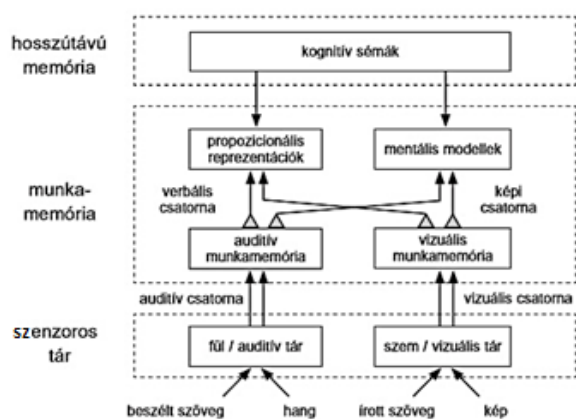 hosszútávú
memória
kognitív sémák
propozicionális
reprezentációk
mentális modellek
munka-
memória
verbális
csatorna
képi
csatorna
auditív
munkamemória
vizuális
munkamemória
auditív csatorna
vizuális csatorna
szenzoros
tár
fül / auditív tár
szem / vizuális tár
beszélt szöveg
hang
írott szöveg
kép